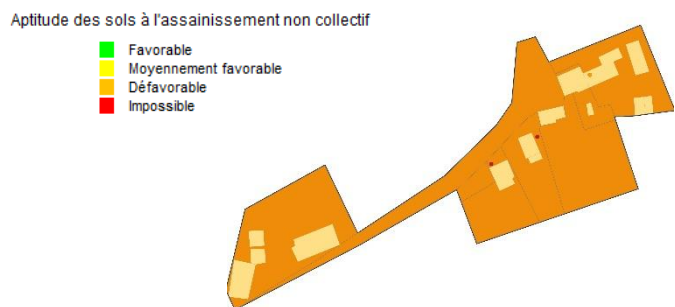 Aptitude des sols à l'assainissement non collectif
Favorable
Moyennement favorable
Défavorable
Impossible